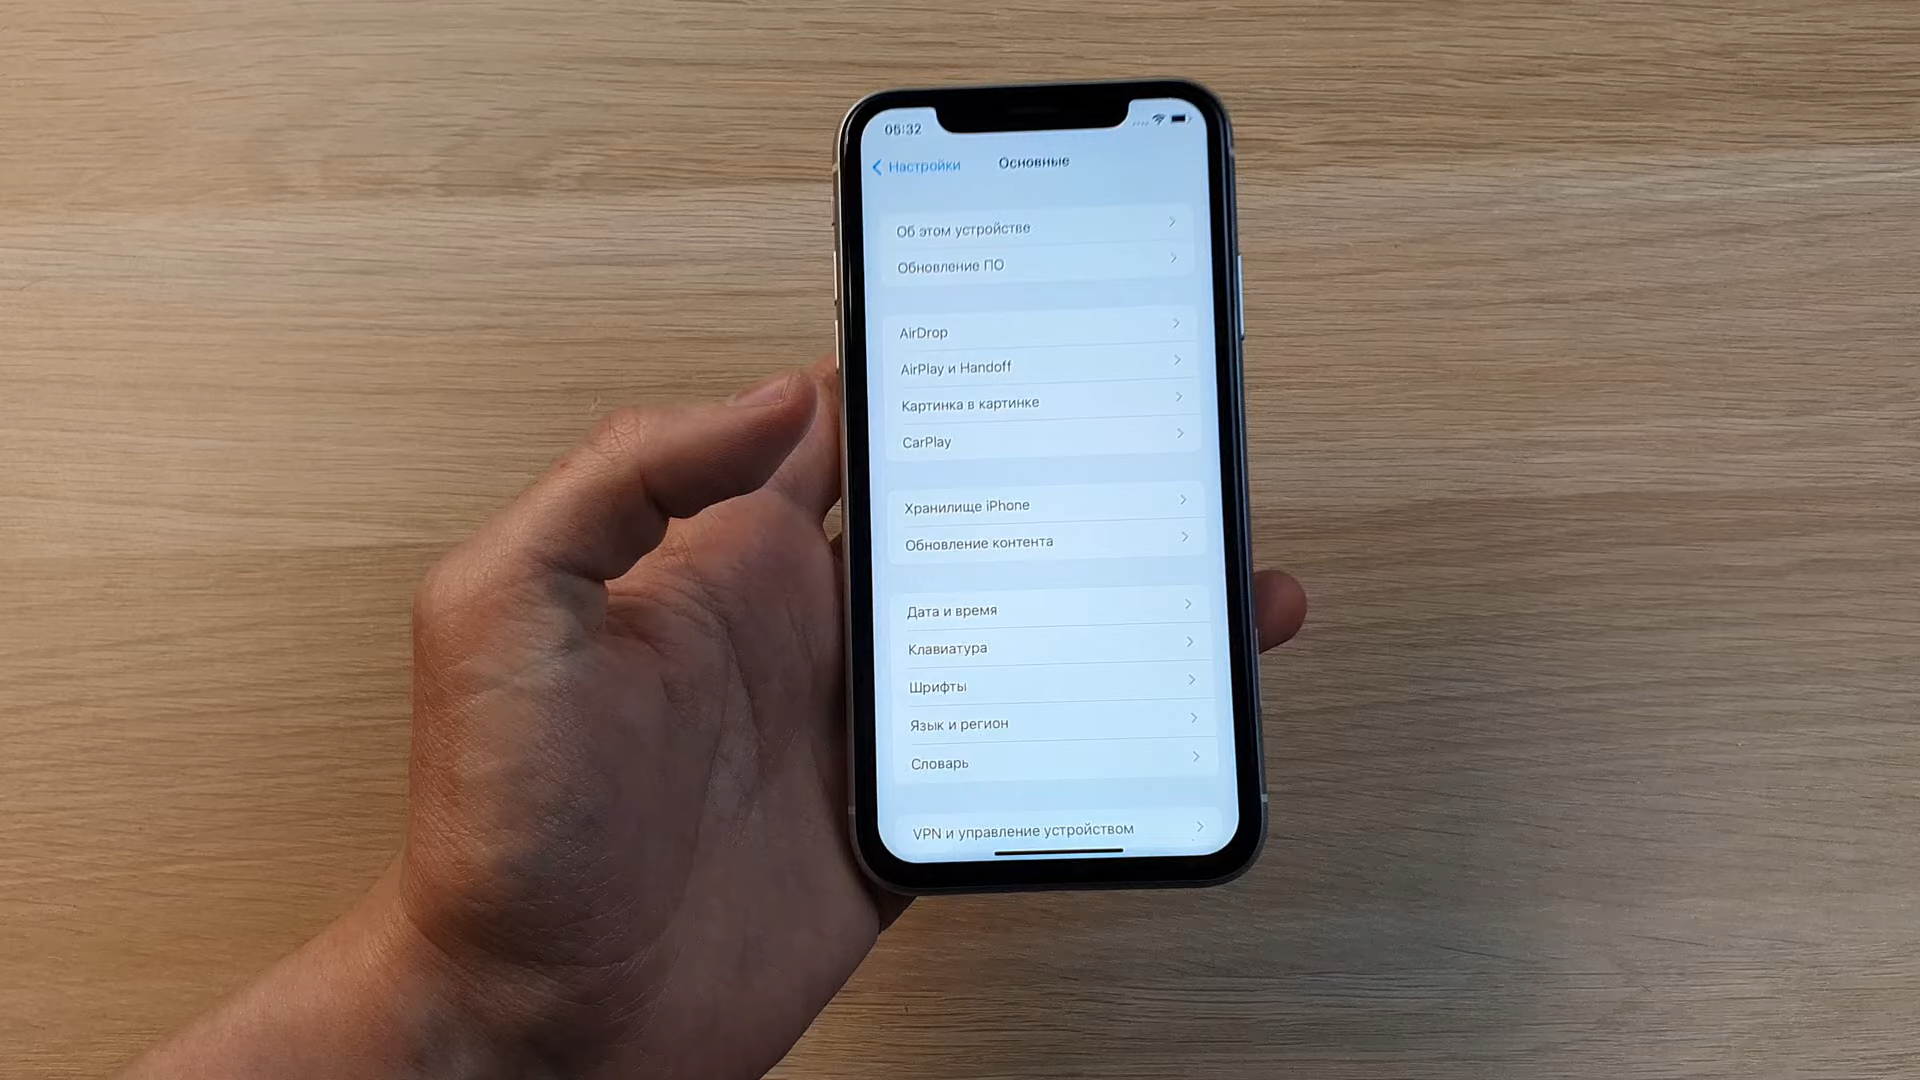 05:32
Настройки
Основные
Об этом устройстве
Обновление ПО
AirDrop
AirPlay и Handoff
Картинка в картинке
CarPlay
Хранилище iPhone
Обновление контента
Дата и время
Клавиатура
Шрифты
Язык и регион
Словарь
VPN и управление устройством